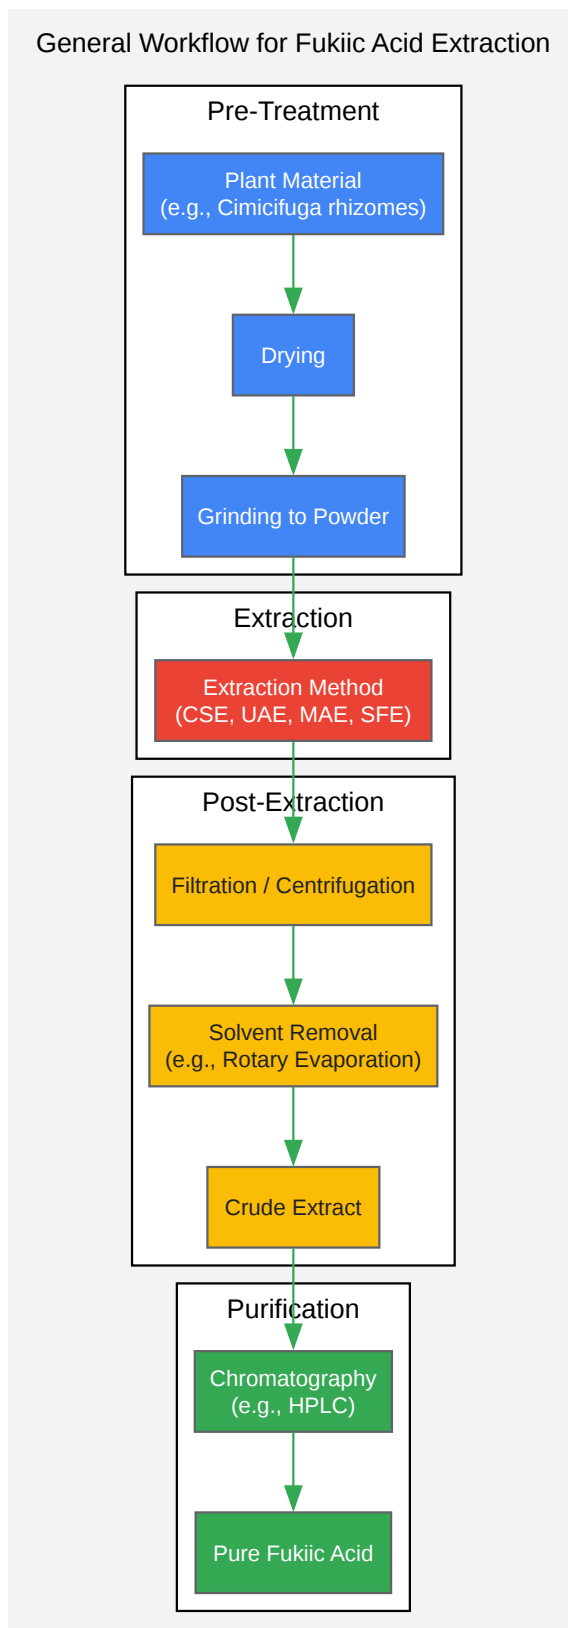 General Workflow for Fukiic Acid Extraction
Pre-Treatment
Plant Material
(e.g., Cimicifuga rhizomes)
Drying
Grinding to Powder
Extraction
Extraction Method
(CSE, UAE, MAE, SFE)
Post-Extraction
Filtration / Centrifugation
Solvent Removal
(e.g., Rotary Evaporation)
Crude Extract
Purification
Chromatography
(e.g., HPLC)
Pure Fukiic Acid